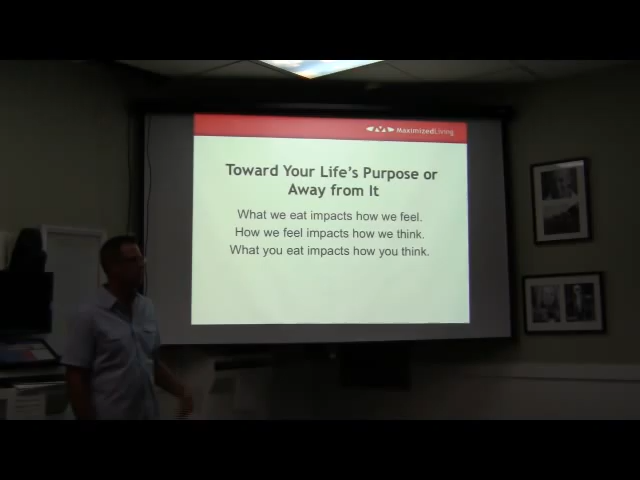 MaximizedLiving
Toward Your Life's Purpose or
Away from It
What we eat impacts how we feel.
How we feel impacts how we think.
What you eat impacts how you think.